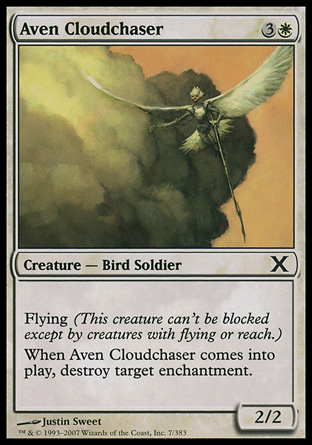 Aven Cloudchaser 3
Creature — Bird Soldier X
Flying (This creature can't be blocked
except by creatures with flying or reach.)
When Aven Cloudchaser comes into
play, destroy target enchantment.
Justin Sweet
™ & © 1993–2007 Wizards of the Coast, Inc. 7/383
2/2